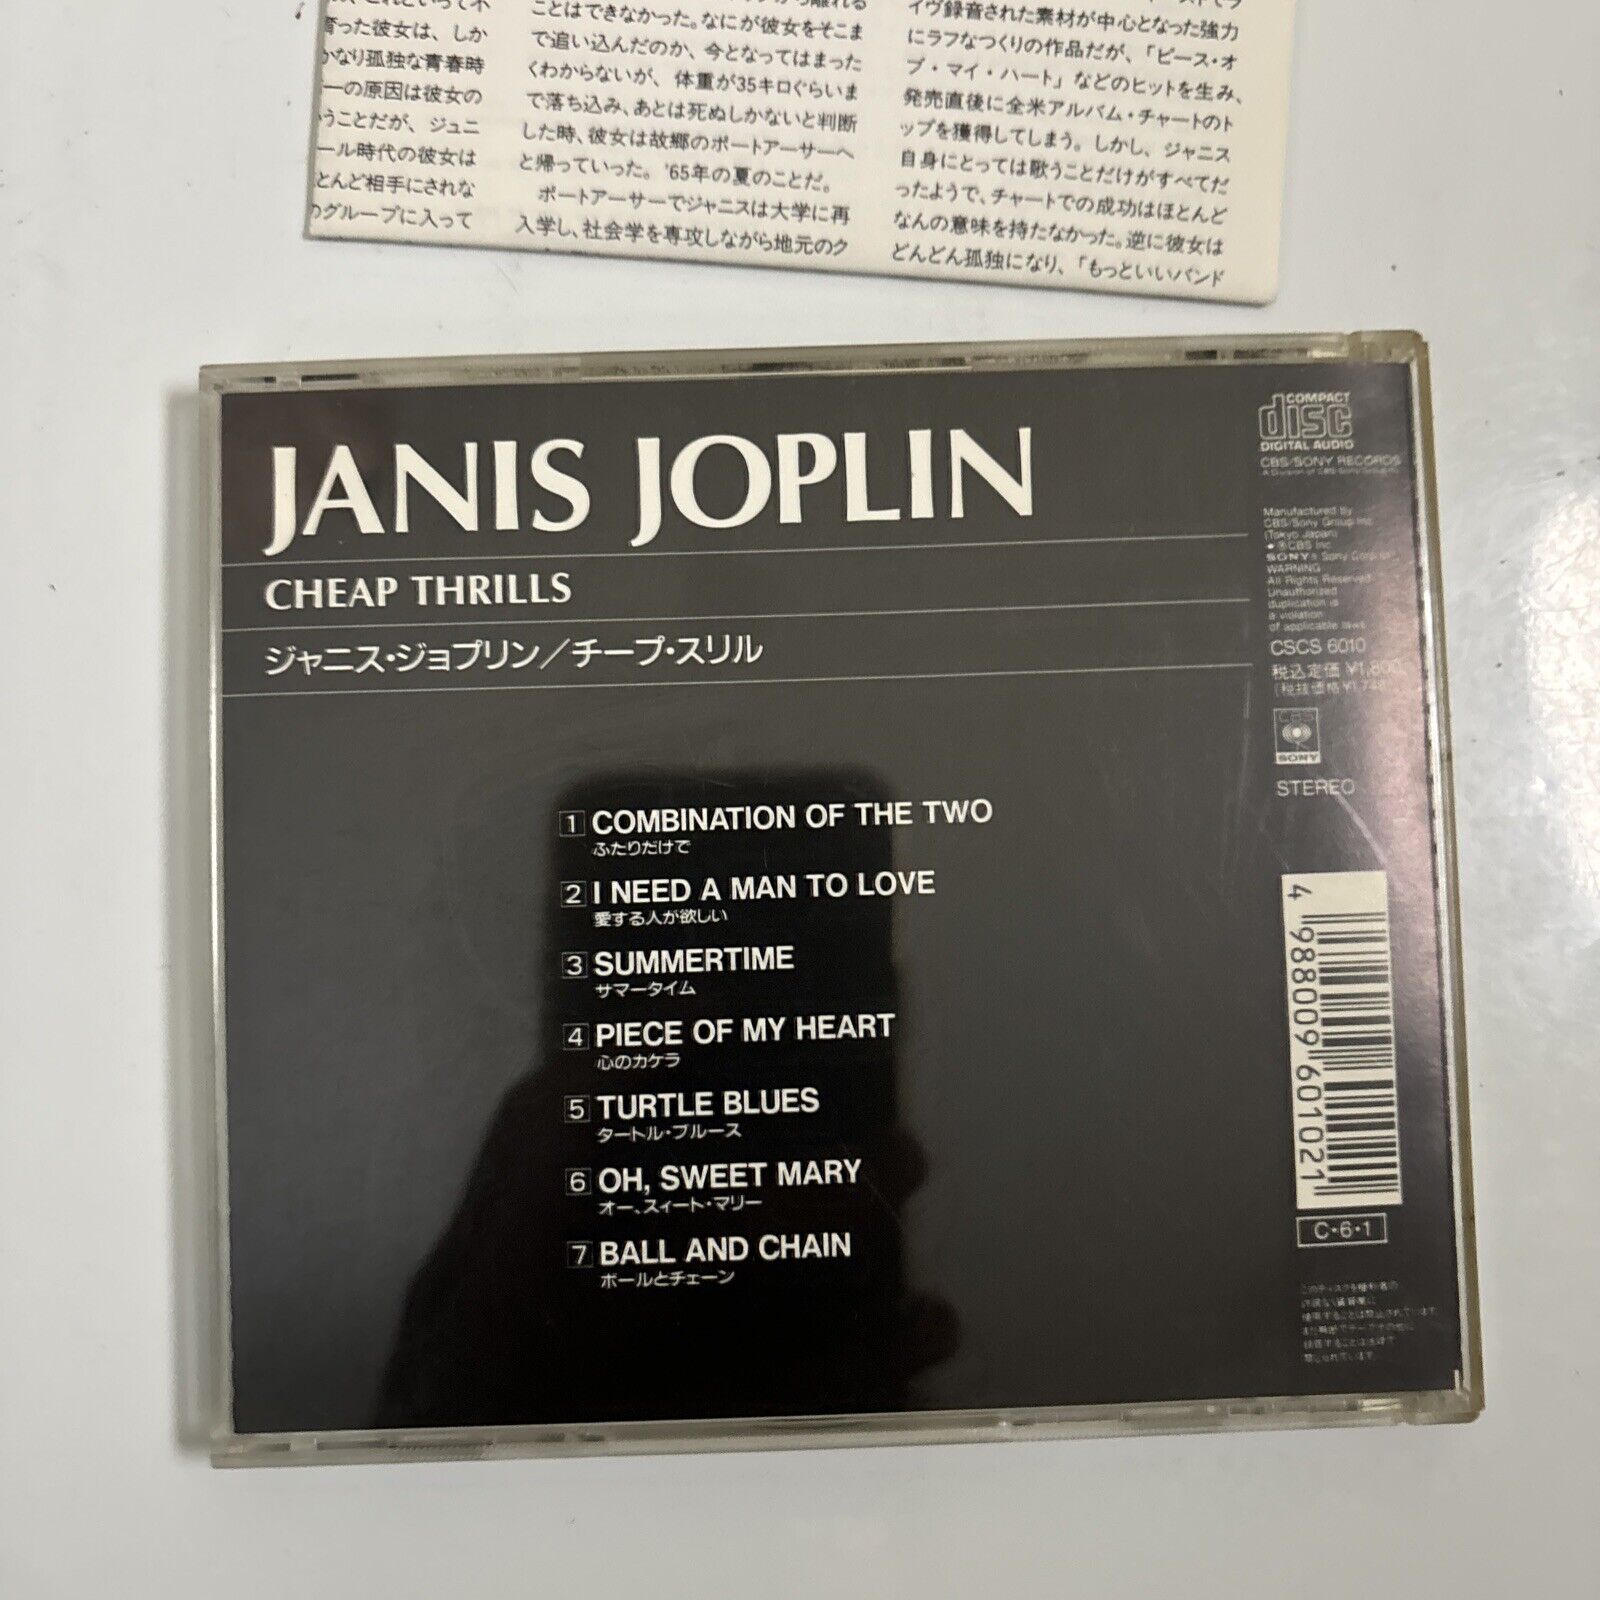 育った彼女は、しか
かなり孤独な青春時
一の原因は彼女の
うことだが、ジュニ
ール時代の彼女は
とんど相手にされな
のグループに入って
ことはできなかった。なにが彼女をそこま
で追い込んだのか、今となってはまった
くわからないが、体重が35キロぐらいま
で落ち込み、あとは死ぬしかないと判断
した時、彼女は故郷のポートアーサーへ
と帰っていった。'65年の夏のことだ。
ポートアーサーでジャニスは大学に再
入学し、社会学を専攻しながら地元のク
イヴ録音された素材が中心となった強力
にラフなつくりの作品だが、「ピース・オ
ブ・マイ・ハート」などのヒットを生み、
発売直後に全米アルバム・チャートのト
ップを獲得してしまう。しかし、ジャニス
自身にとっては歌うことだけがすべてだ
ったようで、チャートでの成功はほとんど
なんの意味を持たなかった。逆に彼女は
どんどん孤独になり、「もっといいバンド
JANIS JOPLIN
CHEAP THRILLS
ジャニス・ジョプリン/チープ・スリル
1 COMBINATION OF THE TWO
ふたりだけで
2 I NEED A MAN TO LOVE
愛する人が欲しい
3 SUMMERTIME
サマータイム
4 PIECE OF MY HEART
心のカケラ
5 TURTLE BLUES
タートル・ブルース
6 OH, SWEET MARY
オー、スィート・マリー
7 BALL AND CHAIN
ボールとチェーン
COMPACT
disc
DIGITAL AUDIO
CBS/SONY RECORDS
A Division of CBS/Sony Group Inc.
Manufactured by
CBS/Sony Group Inc.
(Tokyo Japan)
℗CBS Inc.
SONY® Sony Corp.
WARNING
All Rights Reserved.
Unauthorized
duplication is
a violation
of applicable laws.
CSCS 6010
税込定価 ¥1,800
(税抜価格 ¥1,748)
CBS
SONY
STEREO
4 988009 601021
C・6・1